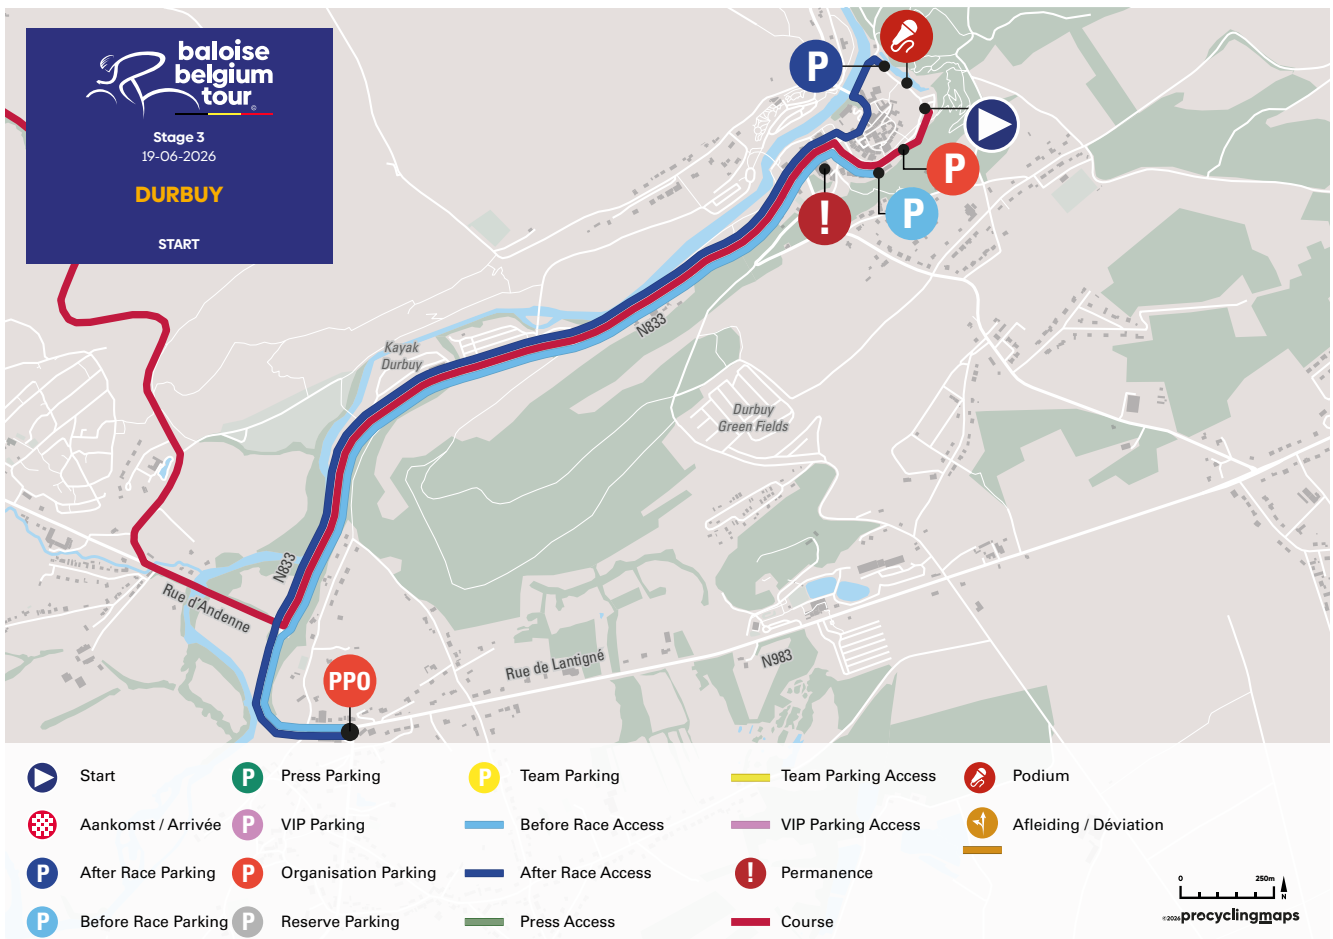 baloise
belgium
tour
©
Stage 3
19-06-2026
DURBUY
START
P
P
P
!
N833
Kayak
Durbuy
Durbuy
Green Fields
N833
Rue d'Andenne
Rue de Lantigné
N983
PPO
Start
P Press Parking
P Team Parking
Team Parking Access
Podium
Aankomst / Arrivée
P VIP Parking
Before Race Access
VIP Parking Access
Afleiding / Déviation
P After Race Parking
P Organisation Parking
After Race Access
! Permanence
P Before Race Parking
P Reserve Parking
Press Access
Course
0 250m
N
©2026 procyclingmaps